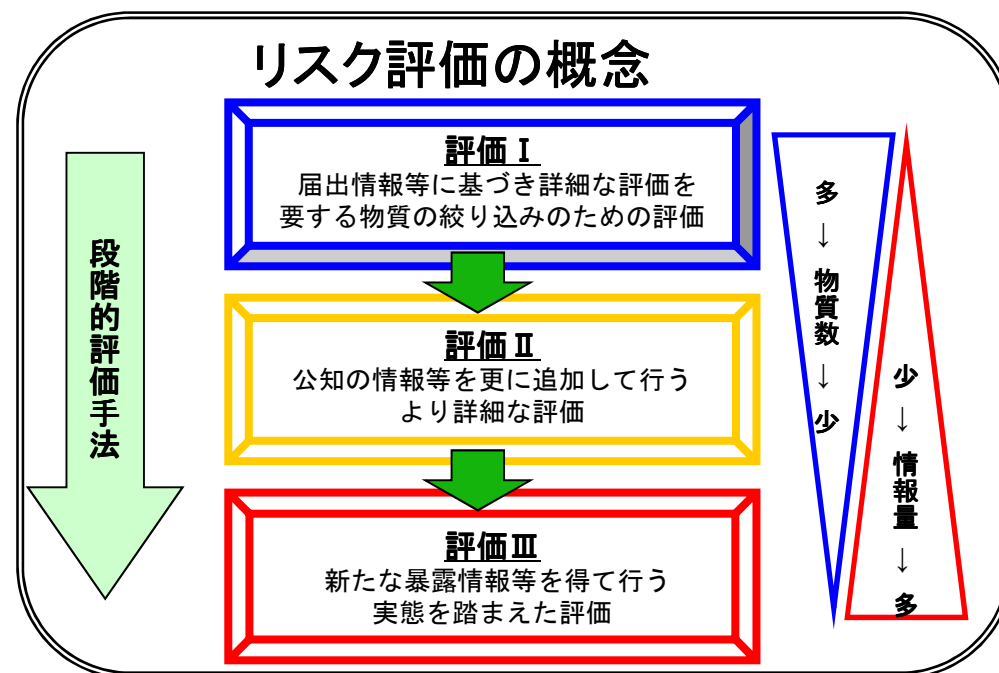 リスク評価の概念
段階的評価手法
評価Ⅰ
届出情報等に基づき詳細な評価を
要する物質の絞り込みのための評価
評価Ⅱ
公知の情報等を更に追加して行う
より詳細な評価
評価Ⅲ
新たな暴露情報等を得て行う
実態を踏まえた評価
多→物質数→少
少→情報量→多